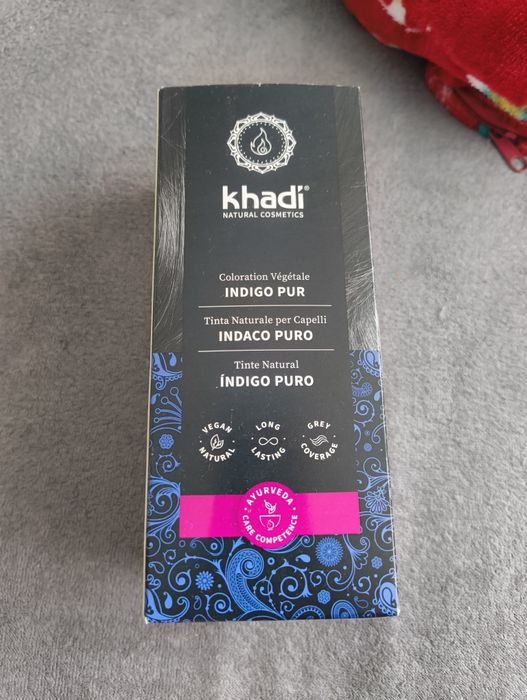 khadi®
NATURAL COSMETICS
Coloration Végétale
INDIGO PUR
Tinta Naturale per Capelli
INDACO PURO
Tinte Natural
ÍNDIGO PURO
VEGAN
NATURAL
LONG
LASTING
GREY
COVERAGE
AYURVEDA
CARE COMPETENCE